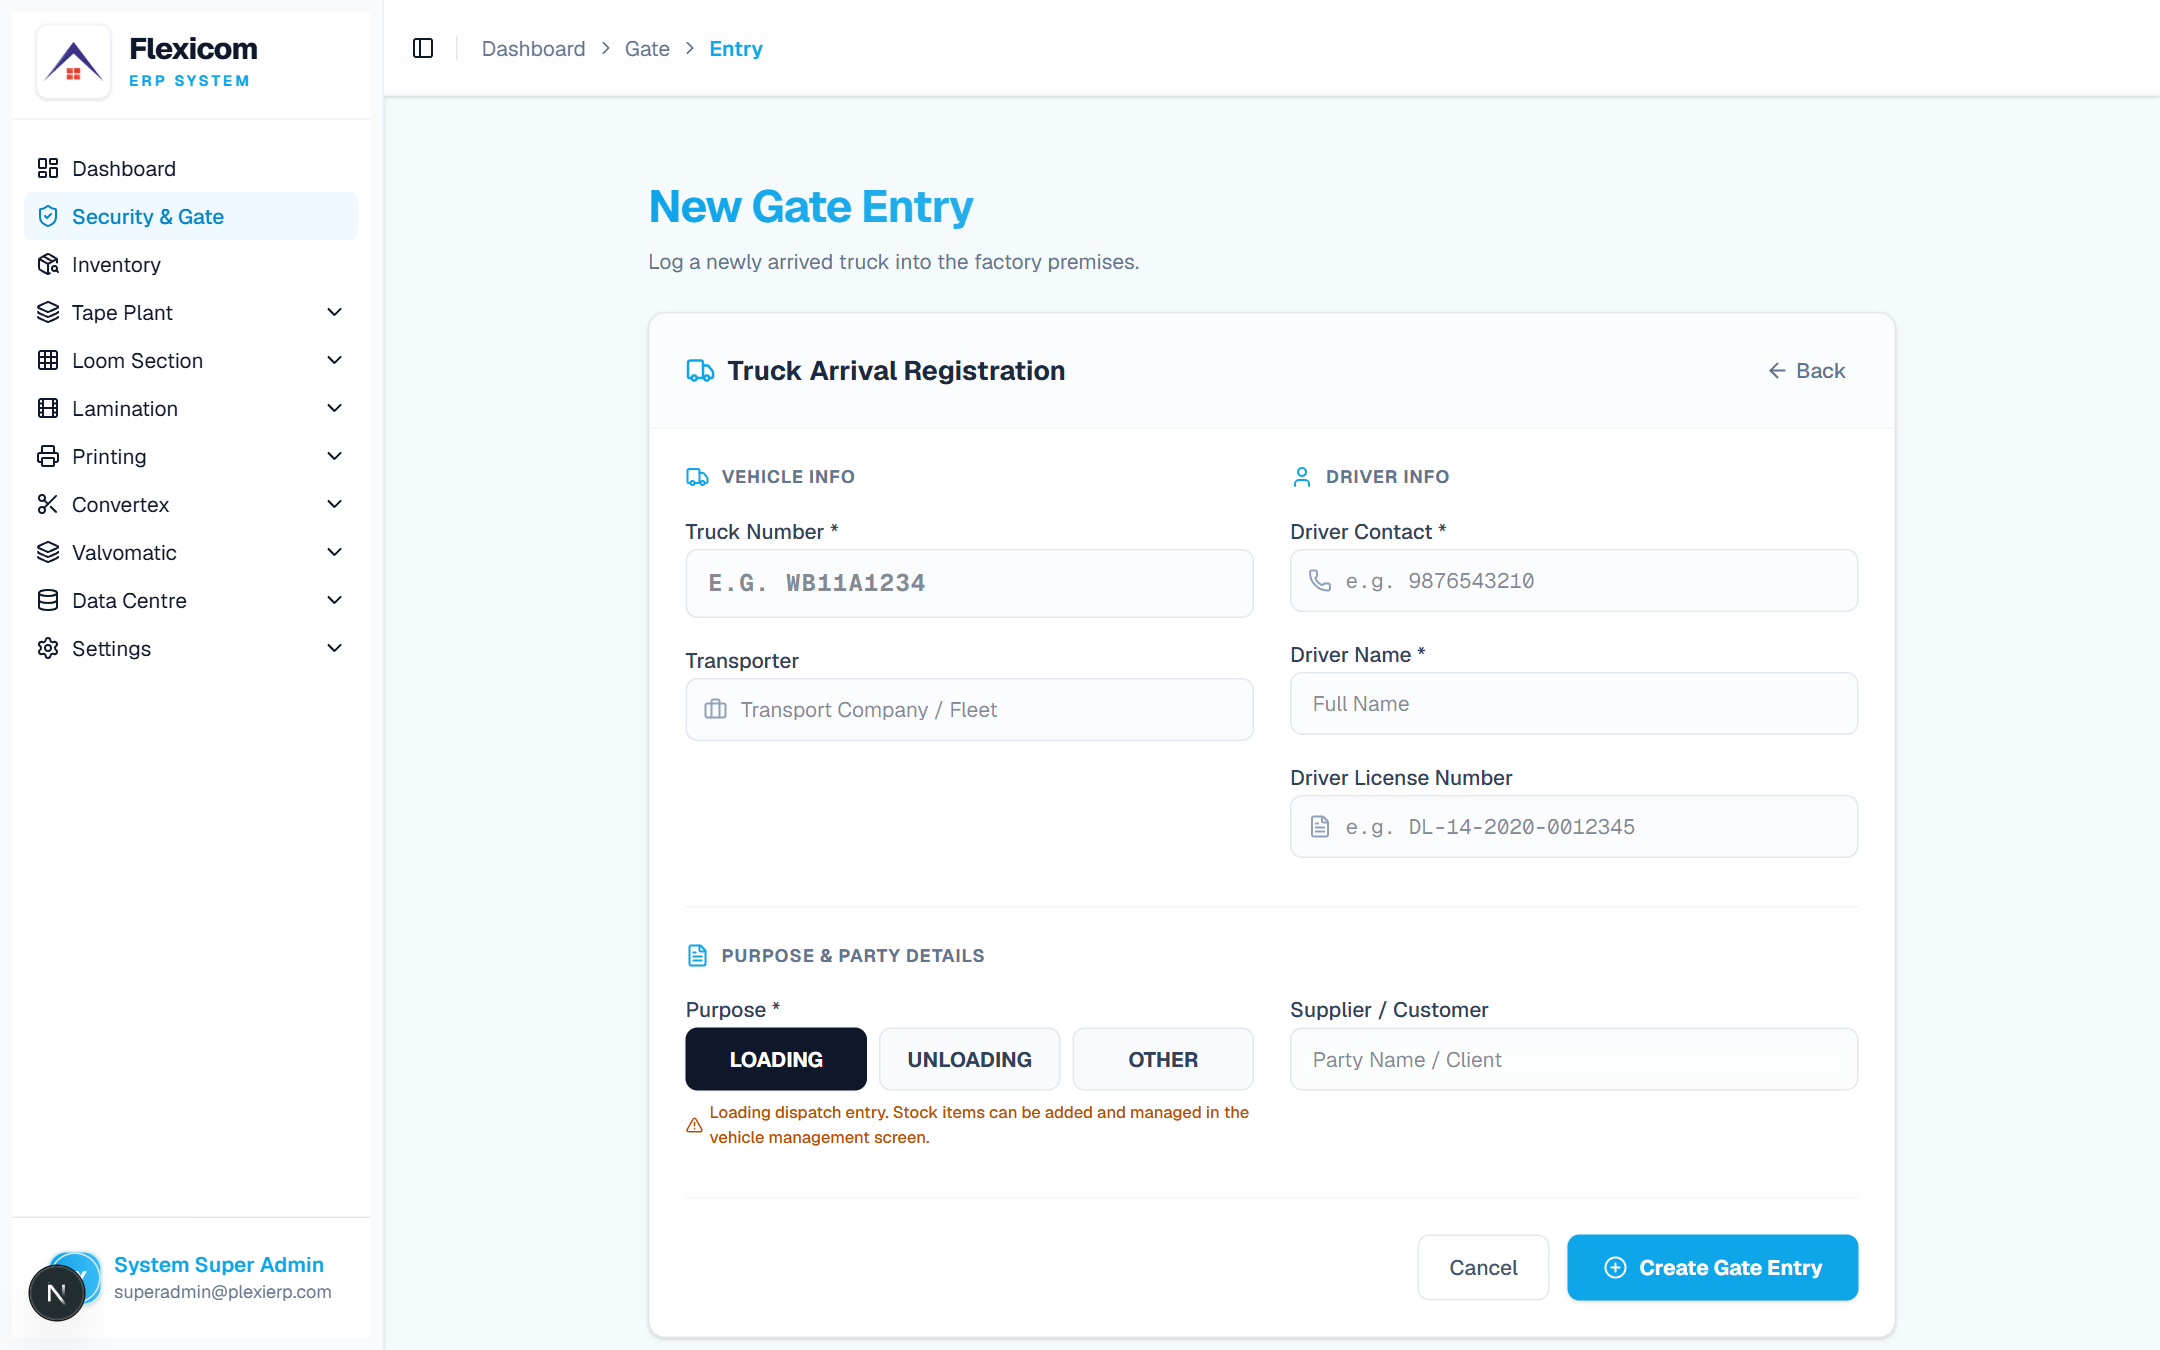 Flexicom
ERP SYSTEM
Dashboard
Security & Gate
Inventory
Tape Plant
Loom Section
Lamination
Printing
Convertex
Valvomatic
Data Centre
Settings
System Super Admin
superadmin@plexierp.com
N
Dashboard > Gate > Entry
New Gate Entry
Log a newly arrived truck into the factory premises.
Truck Arrival Registration
Back
VEHICLE INFO
Truck Number *
E.G. WB11A1234
Transporter
Transport Company / Fleet
DRIVER INFO
Driver Contact *
e.g. 9876543210
Driver Name *
Full Name
Driver License Number
e.g. DL-14-2020-0012345
PURPOSE & PARTY DETAILS
Purpose *
LOADING UNLOADING OTHER
Loading dispatch entry. Stock items can be added and managed in the
vehicle management screen.
Supplier / Customer
Party Name / Client
Cancel
Create Gate Entry